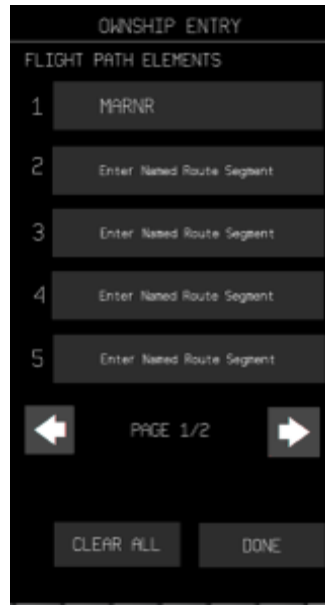 OWNSHIP ENTRY
FLIGHT PATH ELEMENTS
1 MARNR
2 Enter Named Route Segment
3 Enter Named Route Segment
4 Enter Named Route Segment
5 Enter Named Route Segment
PAGE 1/2
CLEAR ALL DONE